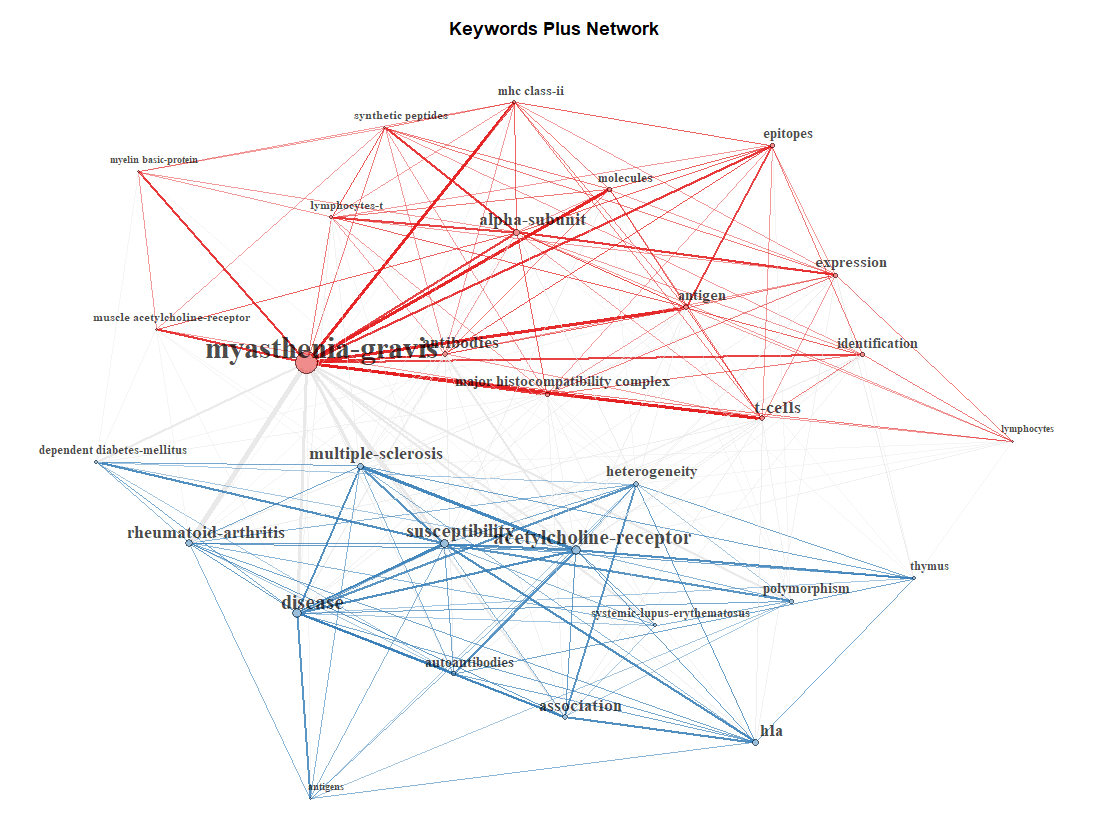 Keywords Plus Network
mhc class-ii
synthetic peptides
epitopes
myelin basic-protein
molecules
lymphocytes-t
alpha-subunit
expression
antigen
muscle acetylcholine-receptor
myasthenia-gravis
antibodies
identification
major histocompatibility complex
t-cells
lymphocytes
dependent diabetes-mellitus
multiple-sclerosis
heterogeneity
rheumatoid-arthritis
susceptibility
acetylcholine-receptor
thymus
polymorphism
disease
systemic-lupus-erythematosus
autoantibodies
association
hla
antigens